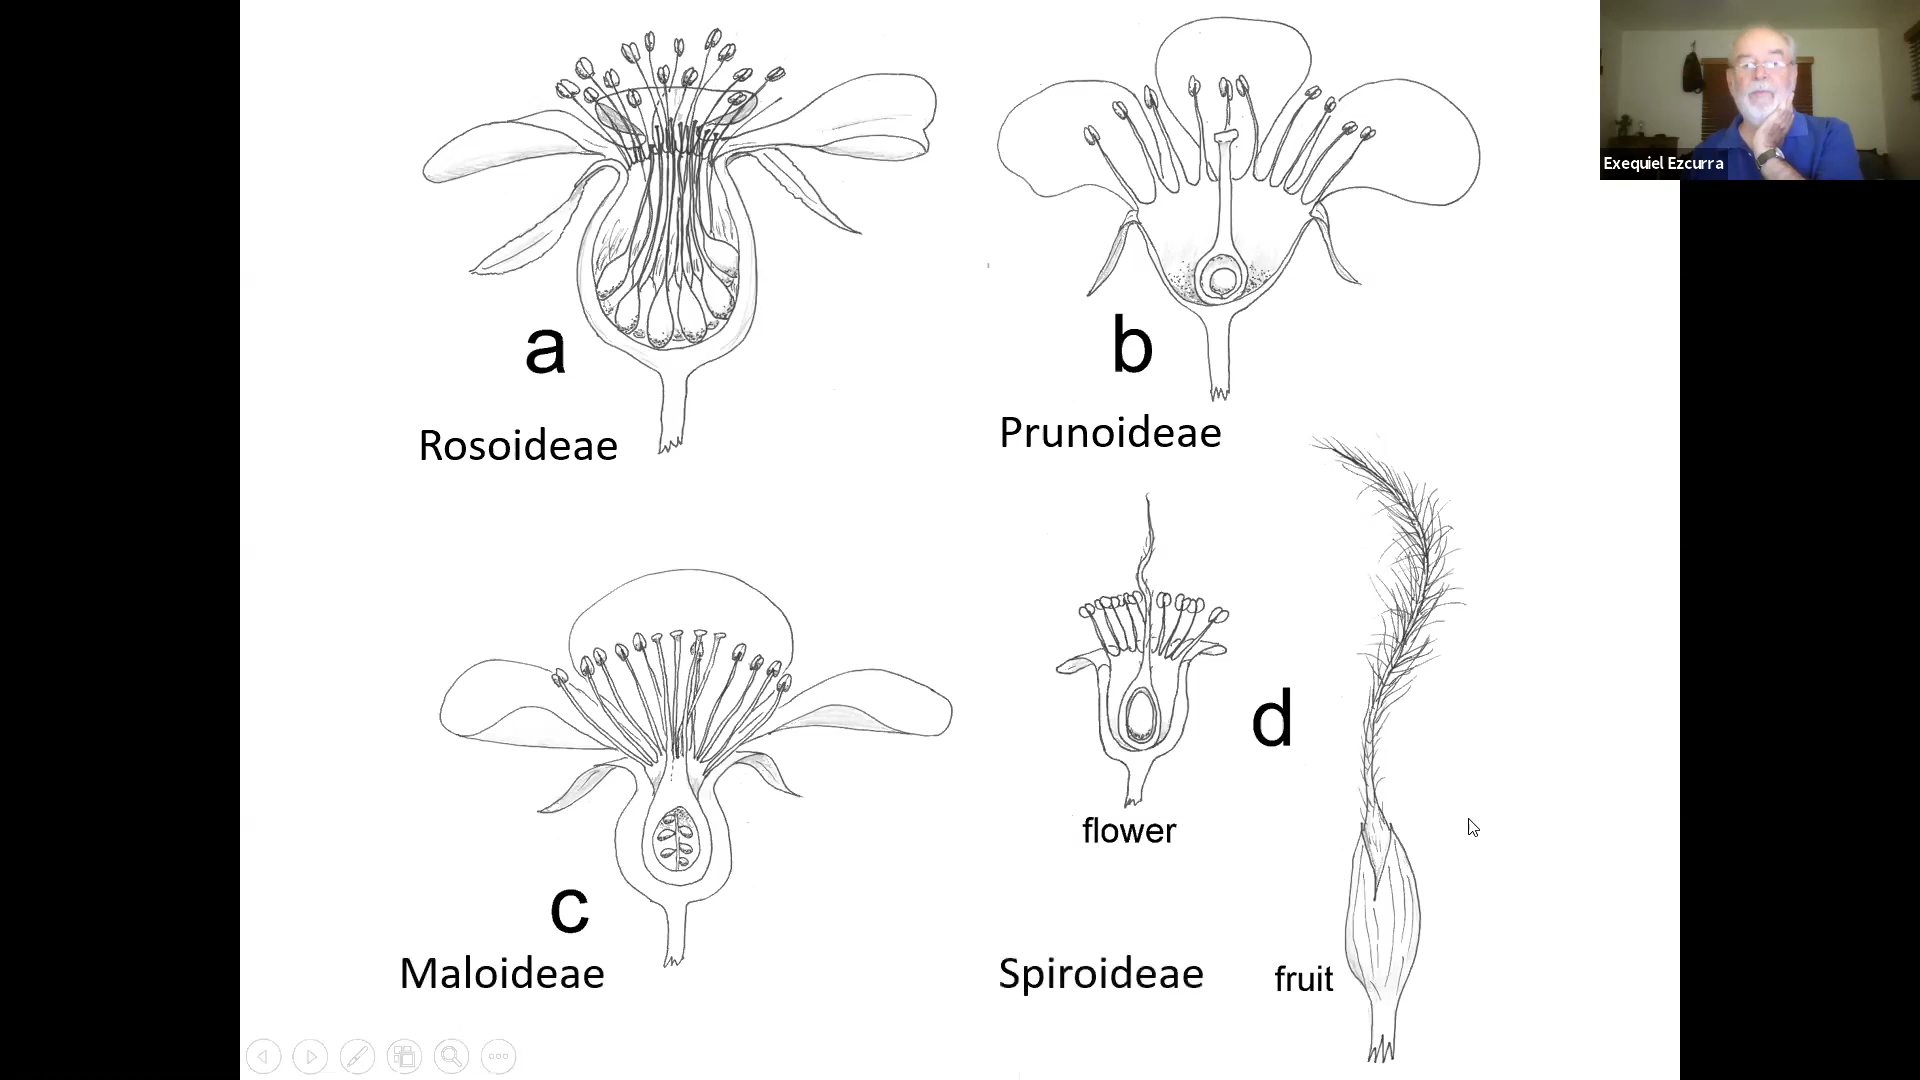 Exequiel Ezcurra
a
Rosoideae
b
Prunoideae
c
Maloideae
d
flower
Spiroideae
fruit